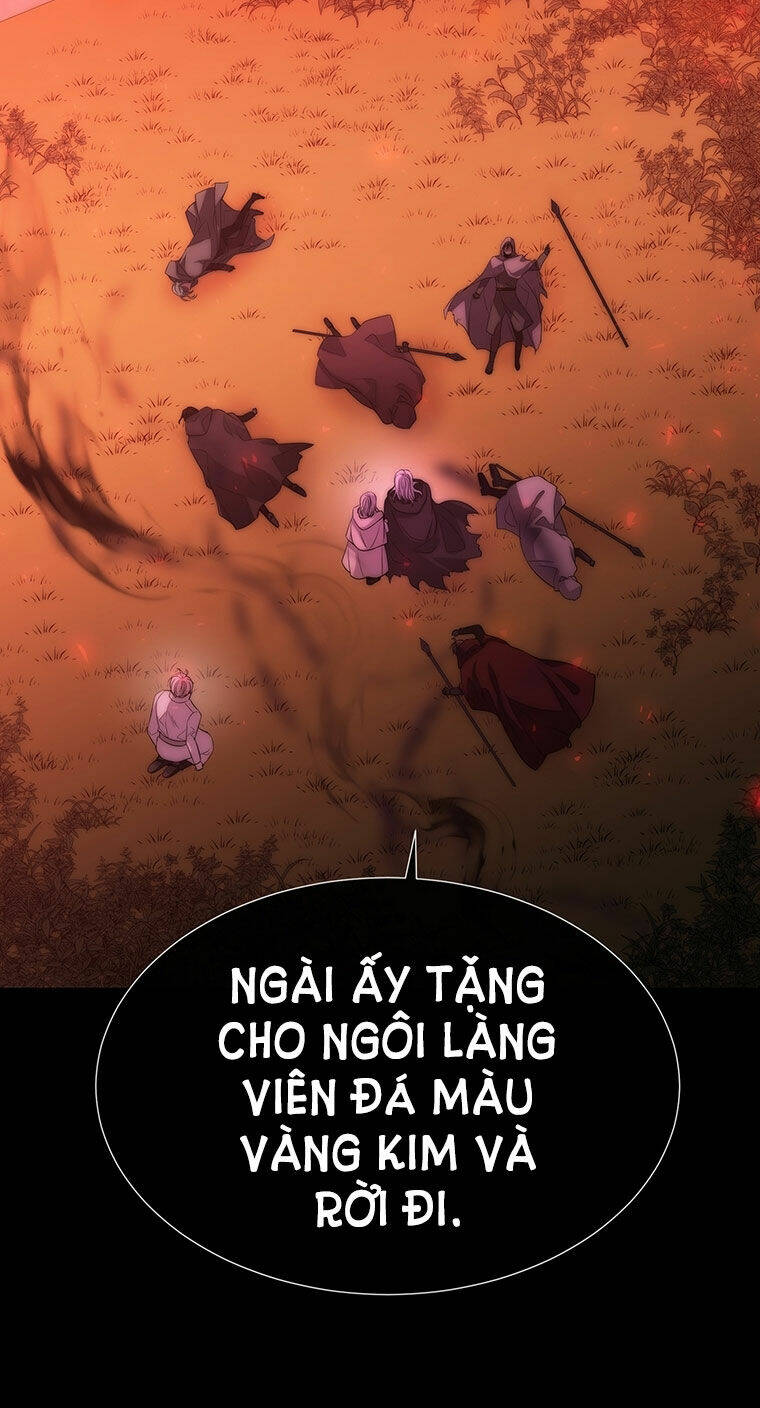 NGÀI ẤY TẶNG
CHO NGÔI LÀNG
VIÊN ĐÁ MÀU
VÀNG KIM VÀ
RỜI ĐI.